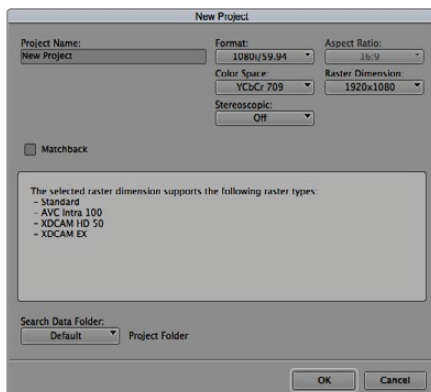 New Project
Project Name:
New Project
Format:
1080i/59.94
Aspect Ratio:
16:9
Color Space:
YCbCr 709
Raster Dimension:
1920x1080
Stereoscopic:
Off
Matchback
The selected raster dimension supports the following raster types:
- Standard
- AVC Intra 100
- XDCAM HD 50
- XDCAM EX
Search Data Folder:
Default
Project Folder
OK
Cancel